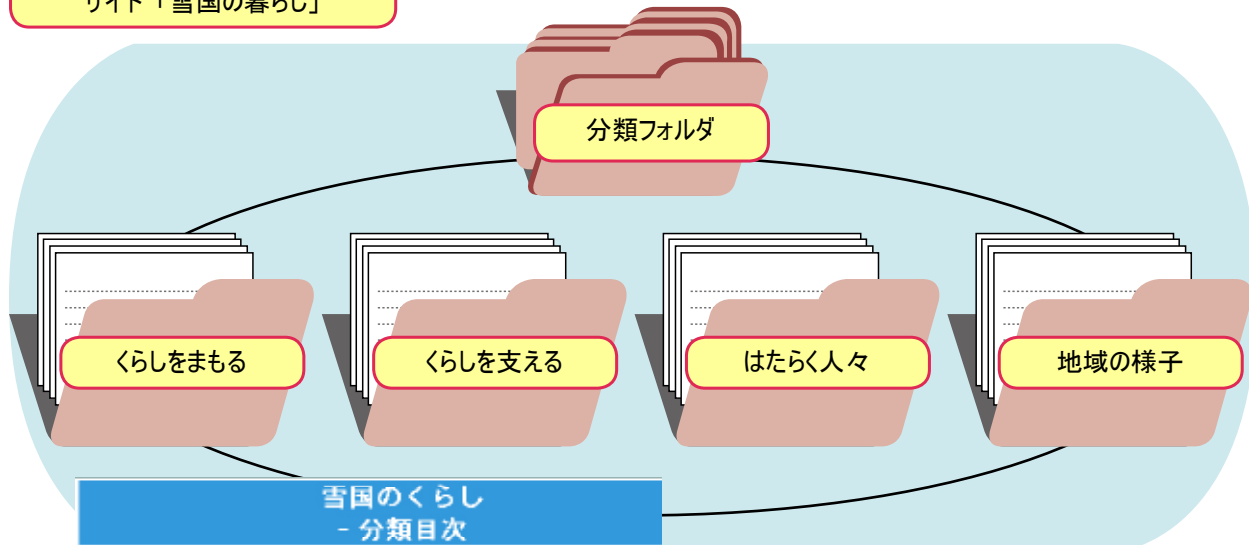 サイト「雪国の暮らし」
分類フォルダ
くらしをまもる
くらしを支える
はたらく人々
地域の様子
雪国のくらし
- 分類目次